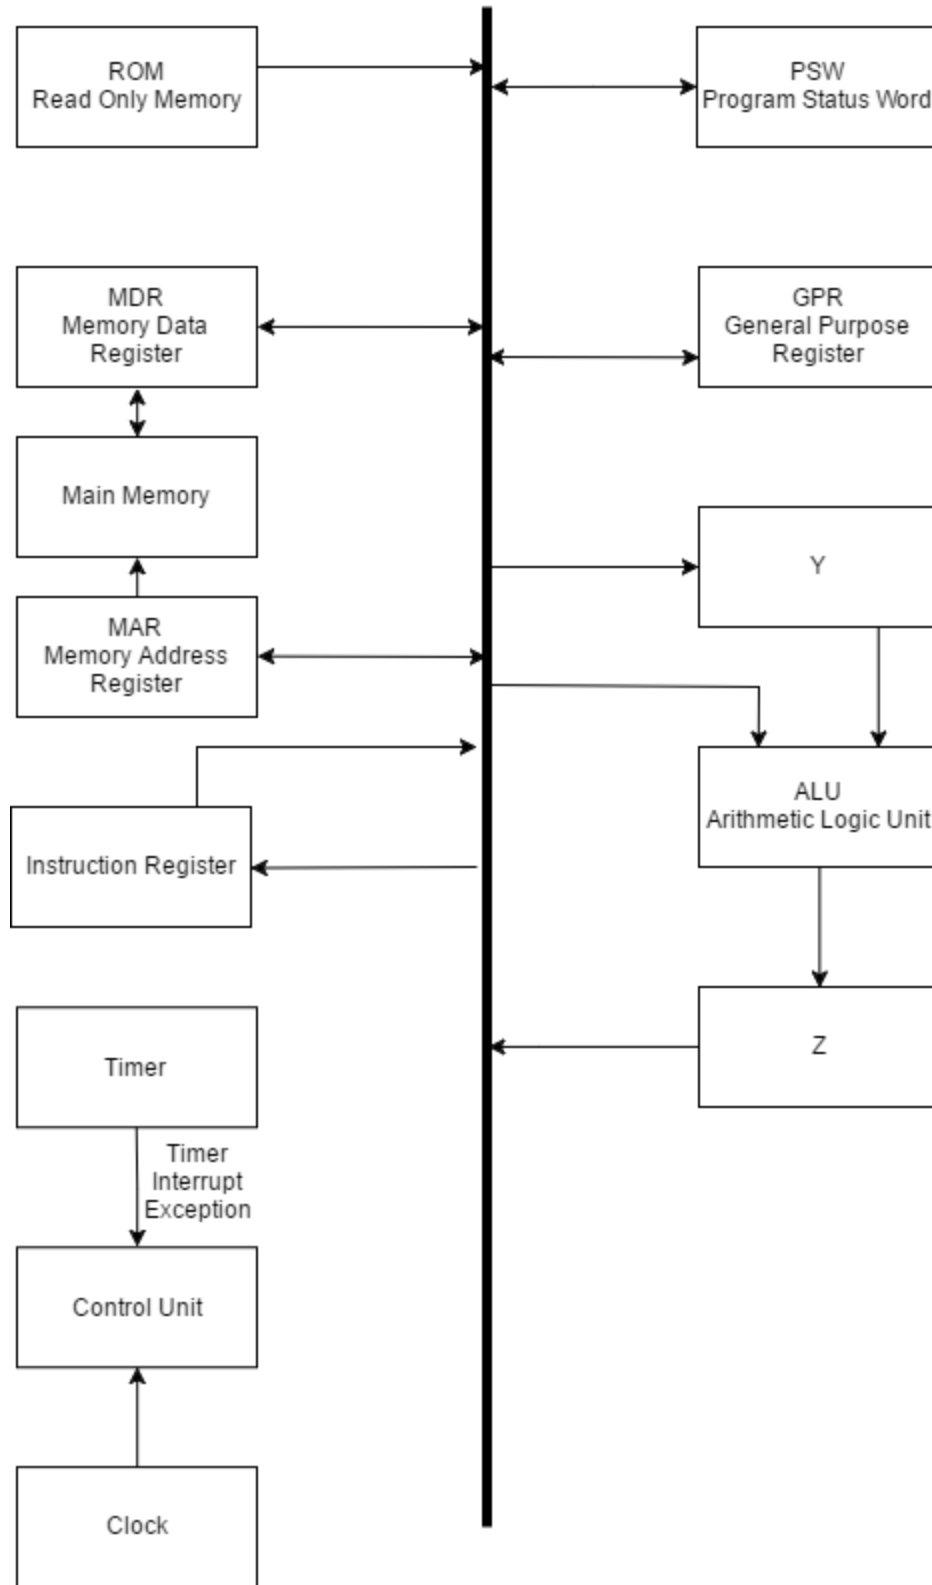 ROM
Read Only Memory
PSW
Program Status Word
MDR
Memory Data
Register
GPR
General Purpose
Register
Main Memory
Y
MAR
Memory Address
Register
ALU
Arithmetic Logic Unit
Instruction Register
Z
Timer
Timer
Interrupt
Exception
Control Unit
Clock